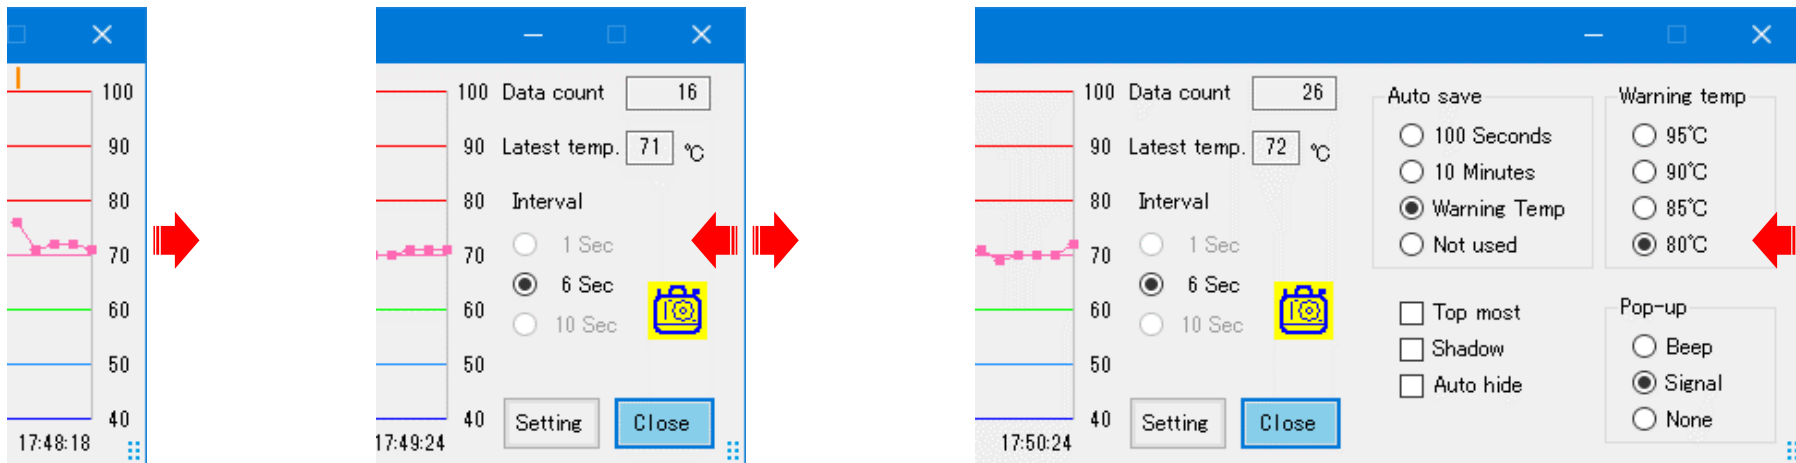 100
90
80
70
60
50
40
17:48:18
100 Data count 16
90 Latest temp. 71 ℃
80 Interval
1 Sec
70
6 Sec
60
10 Sec
50
40 Setting Close
17:49:24
100 Data count 26
90 Latest temp. 72 ℃
80 Interval
1 Sec
70
6 Sec
60
10 Sec
50
40 Setting Close
17:50:24
Auto save
100 Seconds
10 Minutes
Warning Temp
Not used
Top most
Shadow
Auto hide
Warning temp
95℃
90℃
85℃
80℃
Pop-up
Beep
Signal
None